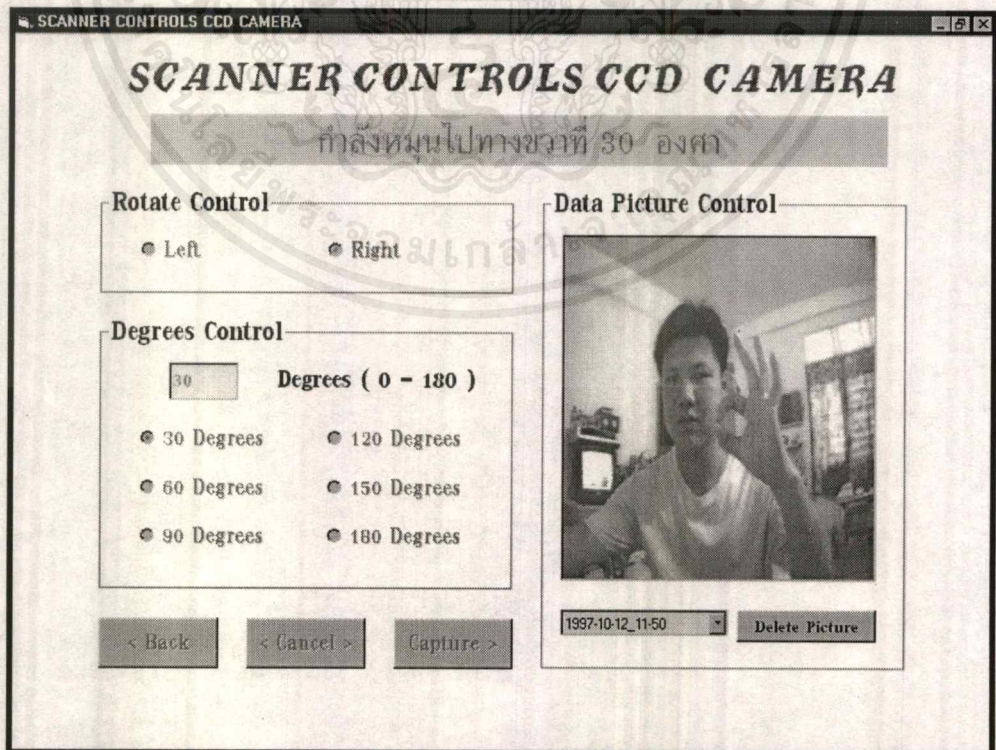 SCANNER CONTROLS CCD CAMERA
SCANNER CONTROLS CCD CAMERA
กำลังหมุนไปทางขวาที่ 30 องศา
Rotate Control
Left
Right
Degrees Control
30
Degrees ( 0 - 180 )
30 Degrees
120 Degrees
60 Degrees
150 Degrees
90 Degrees
180 Degrees
< Back
< Cancel >
Capture >
Data Picture Control
1997-10-12_11-50
Delete Picture